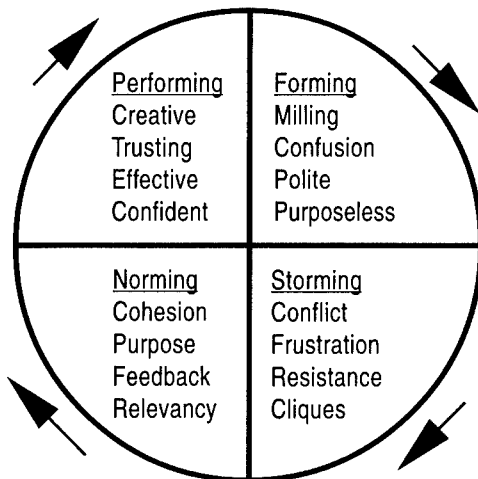 Performing
Creative
Trusting
Effective
Confident
Forming
Milling
Confusion
Polite
Purposeless
Norming
Cohesion
Purpose
Feedback
Relevancy
Storming
Conflict
Frustration
Resistance
Cliques